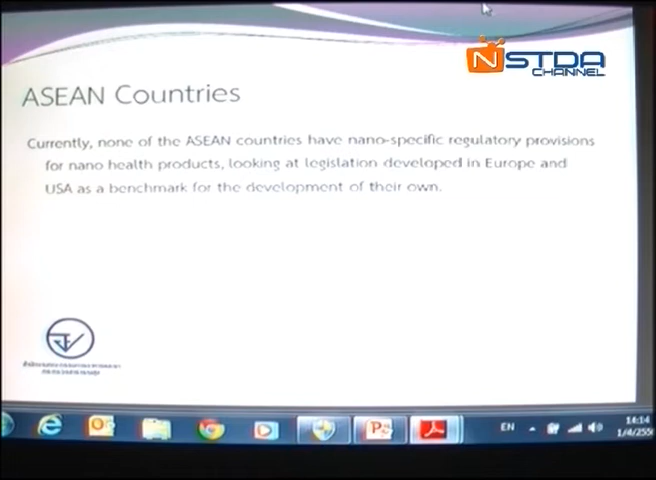 NSTDA
CHANNEL
ASEAN Countries
Currently, none of the ASEAN countries have nano-specific regulatory provisions
for nano health products, looking at legislation developed in Europe and
USA as a benchmark for the development of their own.
EN
14:14